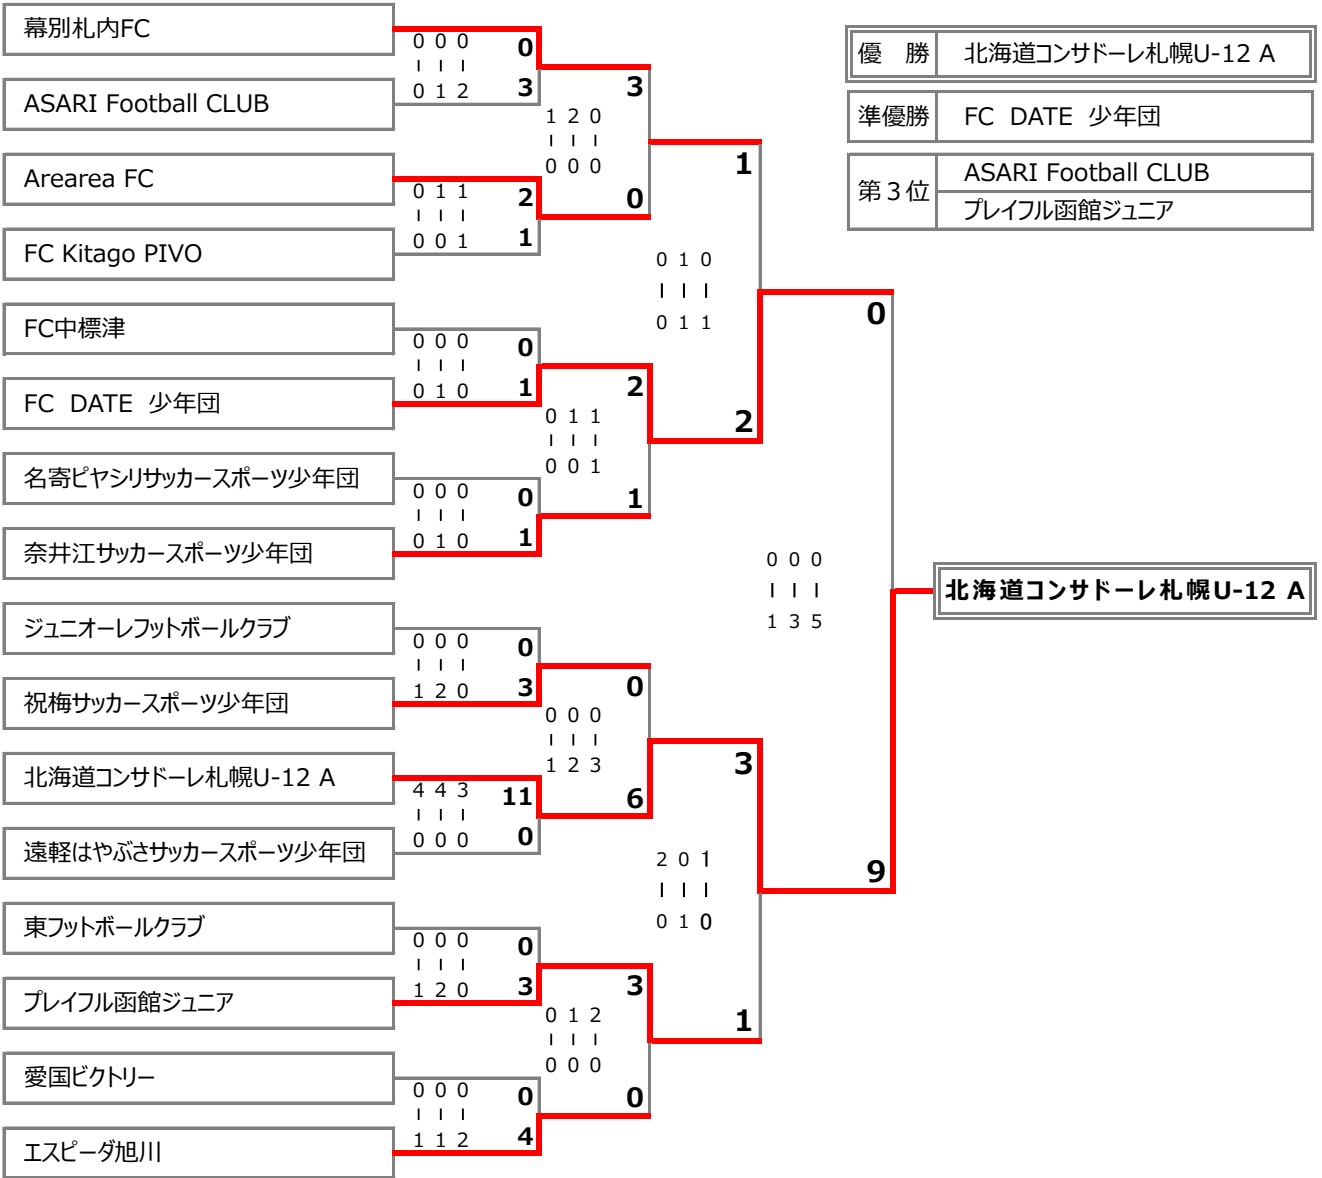 幕別札内FC
0 0 0 0
I I I
0 1 2 3
ASARI Football CLUB
3
1 2 0
I I I
0 0 0
0
Arearea FC
0 1 1 2
I I I
0 0 1 1
FC Kitago PIVO
1
0 1 0
I I I
0 1 1
2
FC中標津
0 0 0 0
I I I
0 1 0 1
FC DATE 少年団
2
0 1 1
I I I
0 0 1
1
名寄ピヤシリサッカースポーツ少年団
0 0 0 0
I I I
0 1 0 1
奈井江サッカースポーツ少年団
0
0 0 0
I I I
1 3 5
9
ジュニオーレフットボールクラブ
0 0 0 0
I I I
1 2 0 3
祝梅サッカースポーツ少年団
0
0 0 0
I I I
1 2 3
6
北海道コンサドーレ札幌U-12 A
4 4 3 11
I I I
0 0 0 0
遠軽はやぶさサッカースポーツ少年団
3
2 0 1
I I I
0 1 0
1
東フットボールクラブ
0 0 0 0
I I I
1 2 0 3
プレイフル函館ジュニア
3
0 1 2
I I I
0 0 0
0
愛国ビクトリー
0 0 0 0
I I I
1 1 2 4
エスピーダ旭川
優 勝 北海道コンサドーレ札幌U-12 A
準優勝 FC DATE 少年団
第3位 ASARI Football CLUB
プレイフル函館ジュニア
北海道コンサドーレ札幌U-12 A